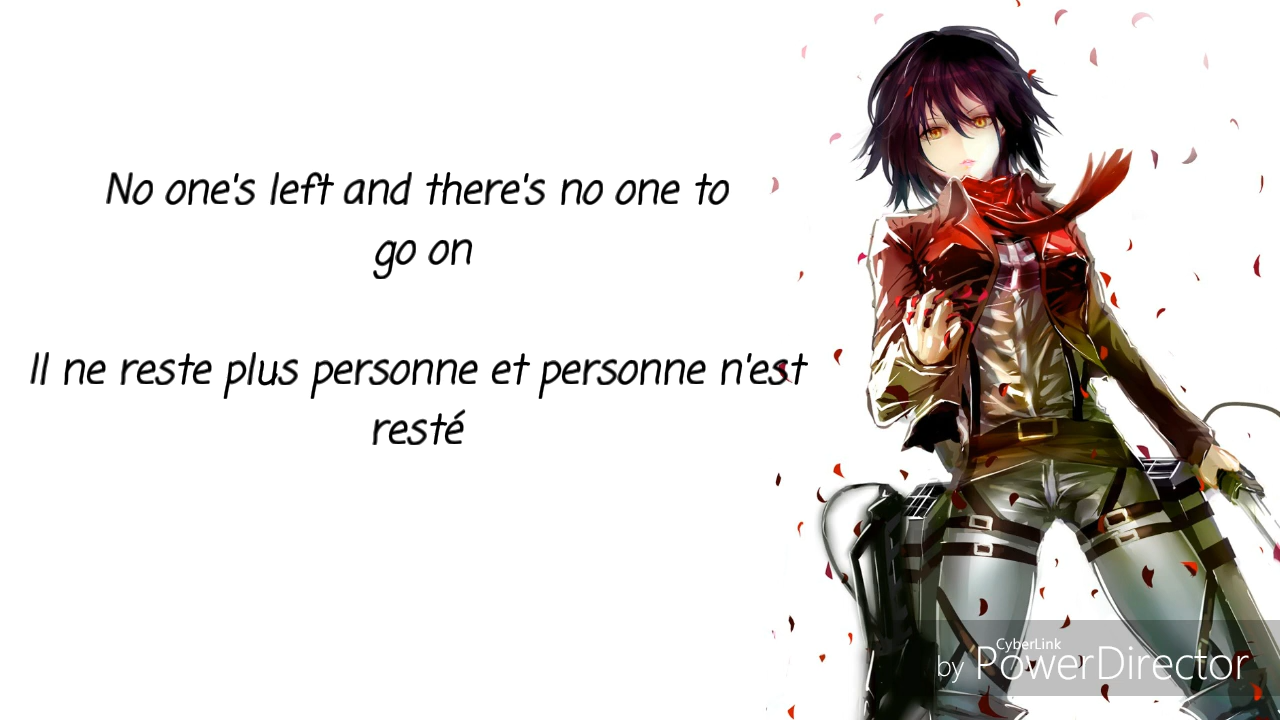 No one's left and there's no one to
go on
Il ne reste plus personne et personne n'est
resté
CyberLink
by PowerDirector